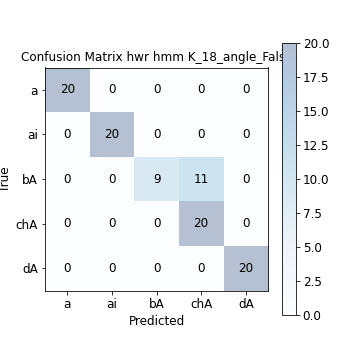 Confusion Matrix hwr hmm K_18_angle_Fals
20.0
a 20 0 0 0 0
17.5
ai 0 20 0 0 0
15.0
12.5
bA 0 0 9 11 0
10.0
True
7.5
chA 0 0 0 20 0
5.0
dA 0 0 0 0 20
2.5
0.0
a ai bA chA dA
Predicted